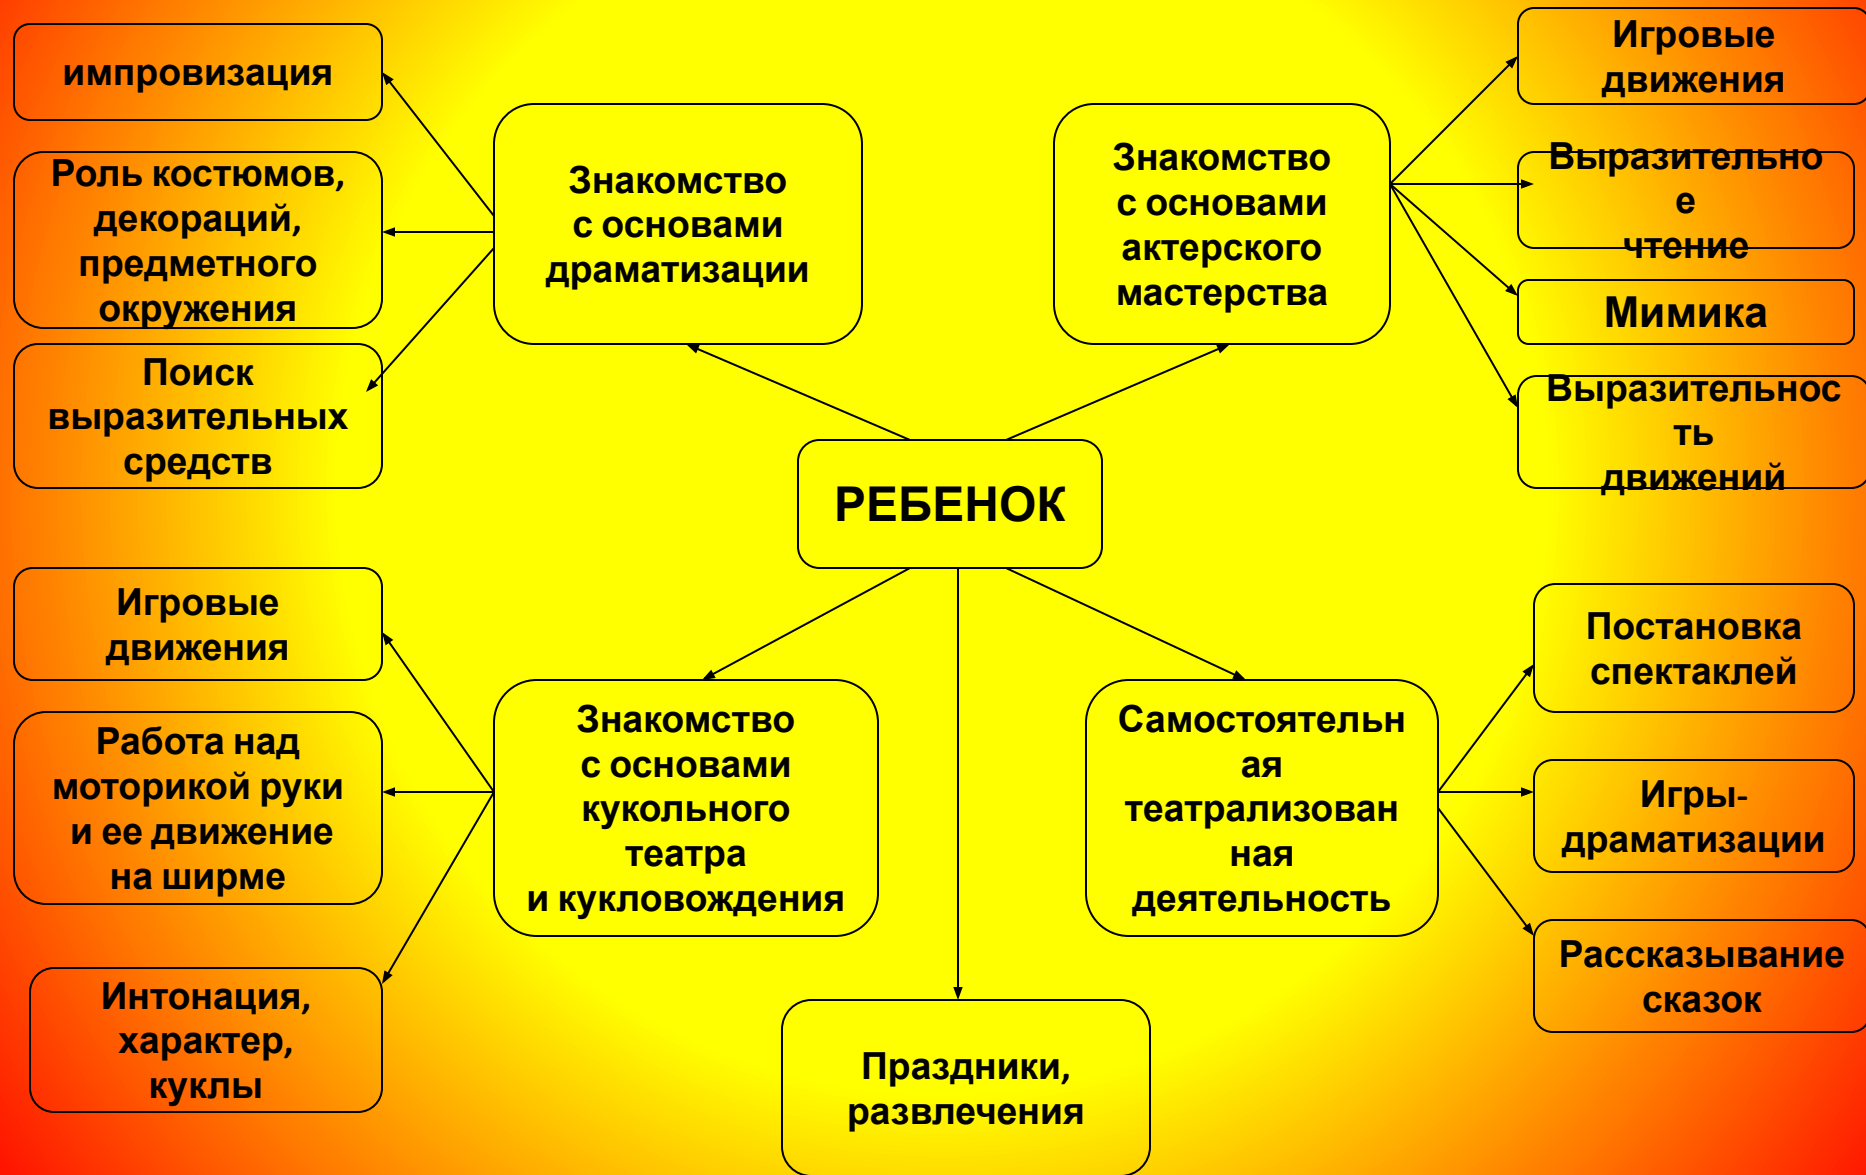 импровизация
Роль костюмов,
декораций,
предметного
окружения
Поиск
выразительных
средств
Знакомство
с основами
драматизации
Знакомство
с основами
актерского
мастерства
Игровые
движения
Выразительно
е
чтение
Мимика
Выразительнос
ть
движений
РЕБЕНОК
Игровые
движения
Работа над
моторикой руки
и ее движение
на ширме
Интонация,
характер,
куклы
Знакомство
с основами
кукольного
театра
и кукловождения
Праздники,
развлечения
Самостоятельн
ая
театрализован
ная
деятельность
Постановка
спектаклей
Игры-
драматизации
Рассказывание
сказок